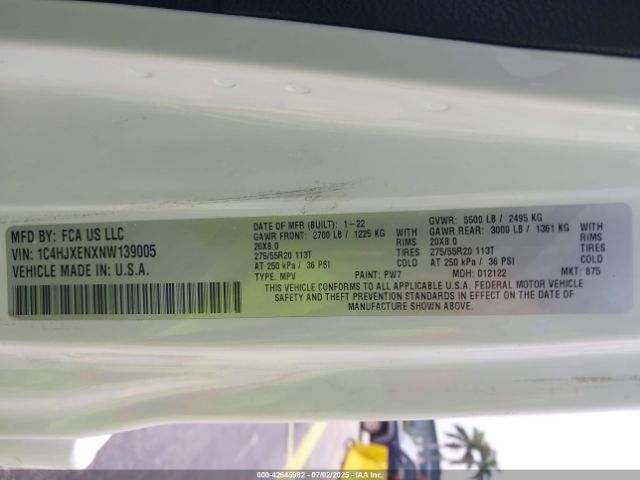 MFD BY: FCA US LLC
VIN: 1C4HJXENXNW139005
VEHICLE MADE IN U.S.A.
DATE OF MFR (BUILT): 1-22
GAWR FRONT: 2700 LB / 1225 KG WITH
20X8.0 RIMS
275/55R20 113T TIRES
AT 250 kPa / 36 PSI COLD
GVWR: 5500 LB / 2495 KG
GAWR REAR: 3000 LB / 1361 KG WITH
20X8.0 RIMS
275/55R20 113T TIRES
AT 250 kPa / 36 PSI COLD
TYPE: MPV PAINT: PW7 MDH: 012122 MKT: 875
THIS VEHICLE CONFORMS TO ALL APPLICABLE U.S.A. FEDERAL MOTOR VEHICLE
SAFETY AND THEFT PREVENTION STANDARDS IN EFFECT ON THE DATE OF
MANUFACTURE SHOWN ABOVE.
000-42645982 - 07/02/2025 - IAAI